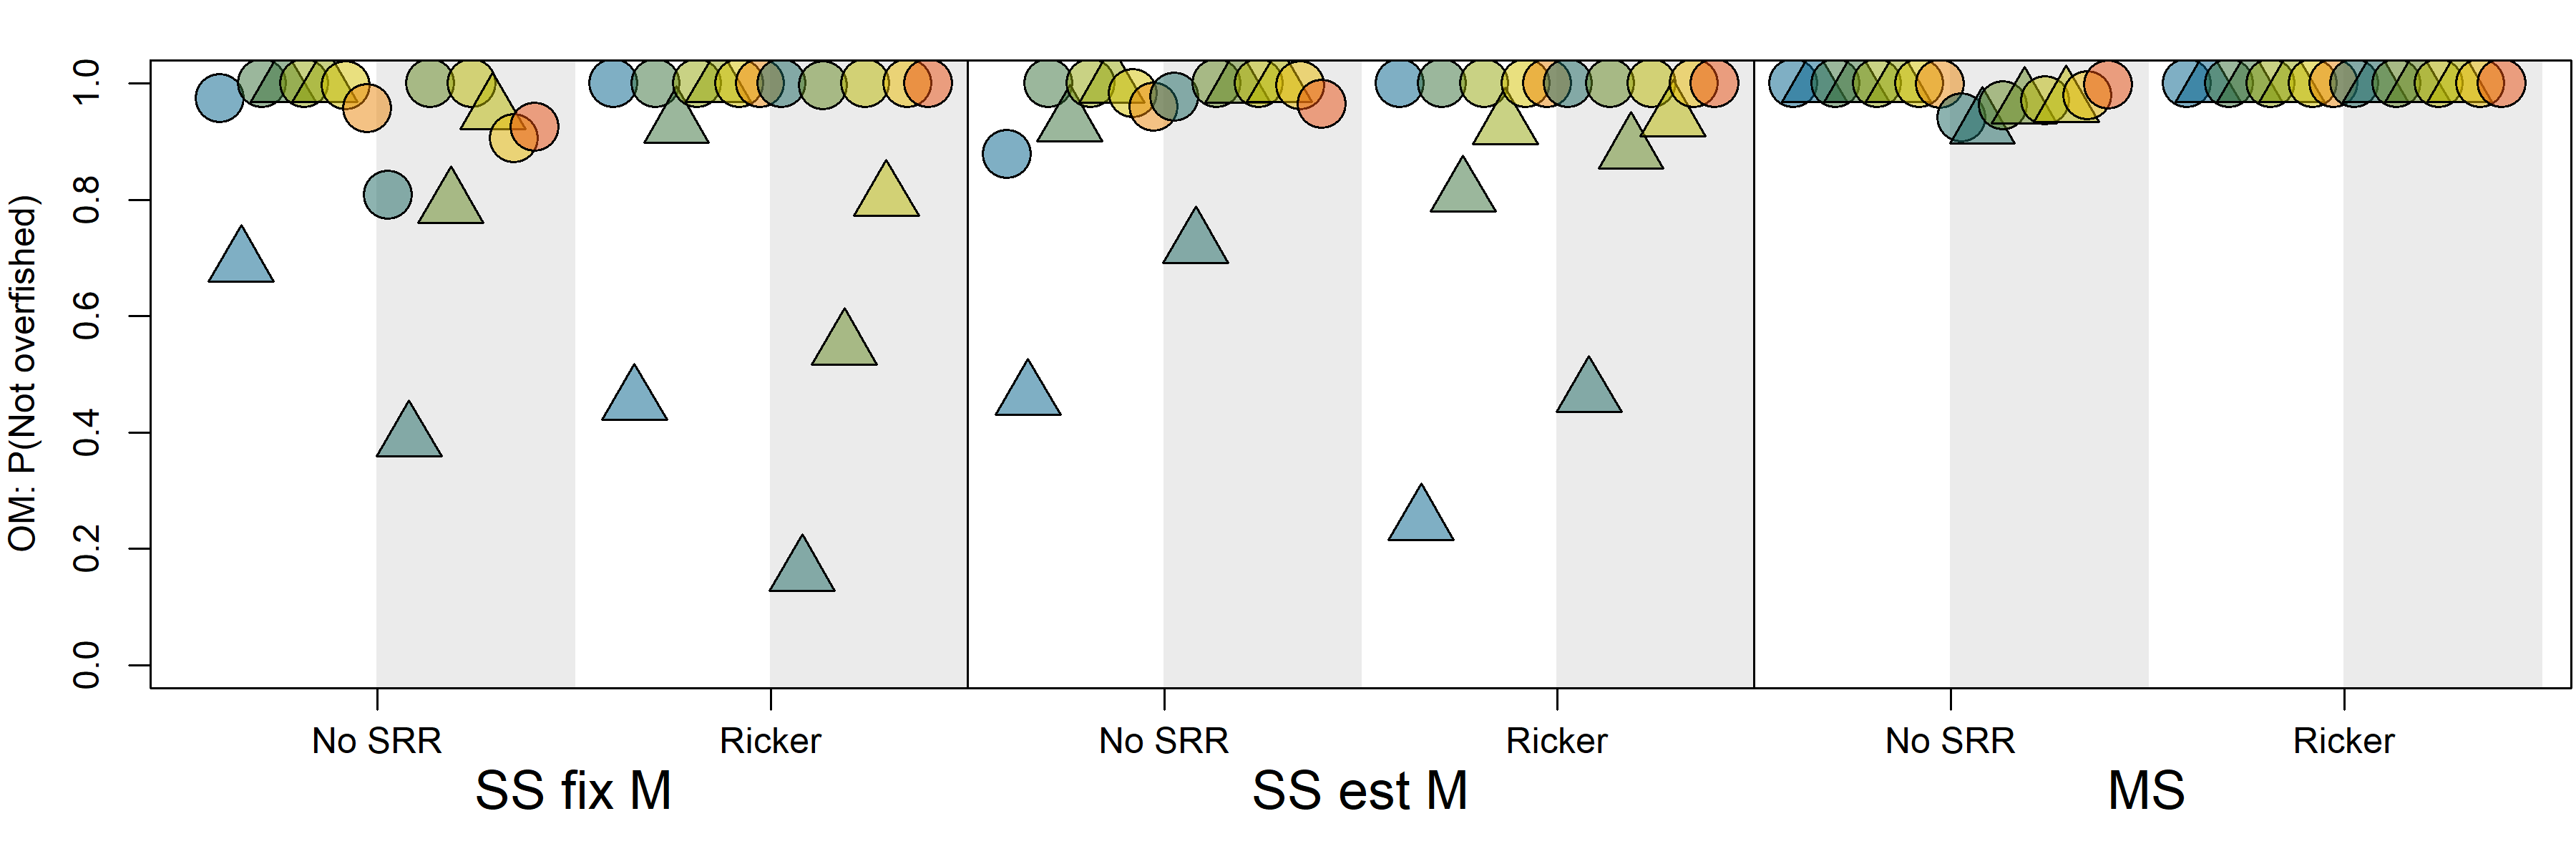 OM: P(Not overfished)
1.0
0.8
0.6
0.4
0.2
0.0
No SRR Ricker No SRR Ricker No SRR Ricker
SS fix M SS est M MS